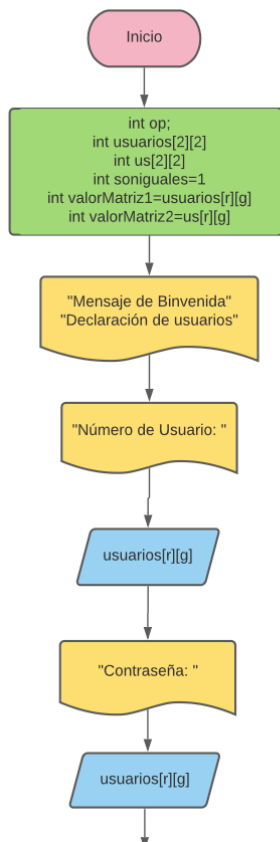 Inicio
int op;
int usuarios[2][2]
int us[2][2]
int soniguales=1
int valorMatriz1=usuarios[r][g]
int valorMatriz2=us[r][g]
"Mensaje de Binvenida"
"Declaración de usuarios"
"Número de Usuario: "
usuarios[r][g]
"Contraseña: "
usuarios[r][g]